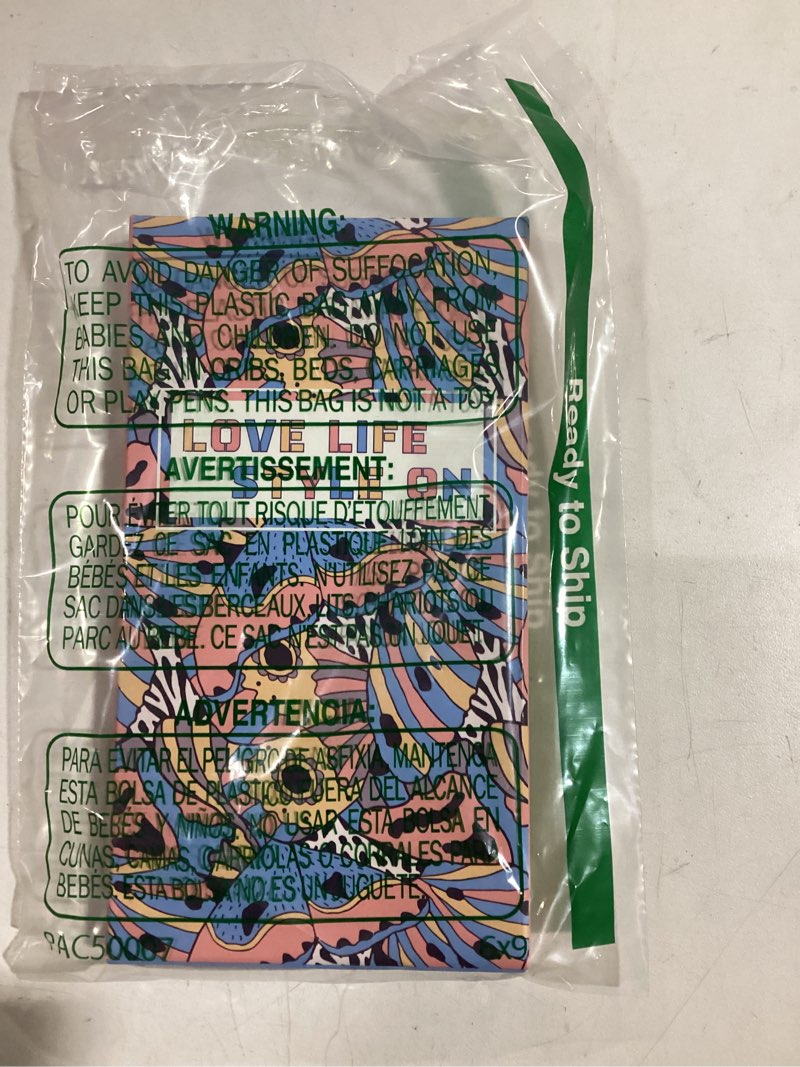 WARNING:
TO AVOID DANGER OF SUFFOCATION,
KEEP THIS PLASTIC BAG AWAY FROM
BABIES AND CHILDREN. DO NOT USE
THIS BAG IN CRIBS, BEDS, CARRIAGES
OR PLAY PENS. THIS BAG IS NOT A TOY
LOVE LIFE
STYLE ON
AVERTISSEMENT:
POUR ÉVITER TOUT RISQUE D'ETOUFFEMENT
GARDEZ CE SAC EN PLASTIQUE LOIN DES
BÉBÉS ET LES ENFANTS. N'UTILISEZ PAS CE
SAC DANS LES BERCEAUX, LITS, CHARIOTS OU
PARC AU BÉBÉ. CE SAC N'EST PAS UN JOUET.
ADVERTENCIA:
PARA EVITAR EL PELIGRO DE ASFIXIA, MANTENGA
ESTA BOLSA DE PLASTICO FUERA DEL ALCANCE
DE BEBÉS Y NIÑOS. NO USAR ESTA BOLSA EN
CUNAS, CAMAS, CARRIOLAS O CORRALES PARA
BEBÉS. ESTA BOLSA NO ES UN JUGUETE.
PAC50007 6x9
Ready to Ship